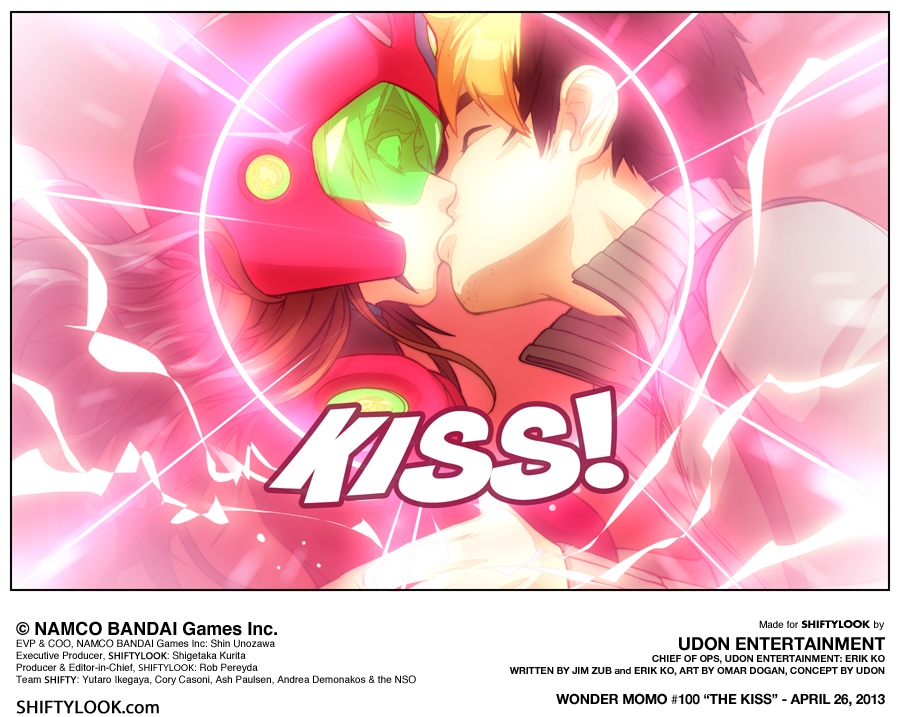 KISS!
© NAMCO BANDAI Games Inc.
EVP & COO, NAMCO BANDAI Games Inc: Shin Unozawa
Executive Producer, SHIFTYLOOK: Shigetaka Kurita
Producer & Editor-in-Chief, SHIFTYLOOK: Rob Pereyda
Team SHIFTY: Yutaro Ikegaya, Cory Casoni, Ash Paulsen, Andrea Demonakos & the NSO
SHIFTYLOOK.com
Made for SHIFTYLOOK by
UDON ENTERTAINMENT
CHIEF OF OPS, UDON ENTERTAINMENT: ERIK KO
WRITTEN BY JIM ZUB and ERIK KO, ART BY OMAR DOGAN, CONCEPT BY UDON
WONDER MOMO #100 “THE KISS” - APRIL 26, 2013